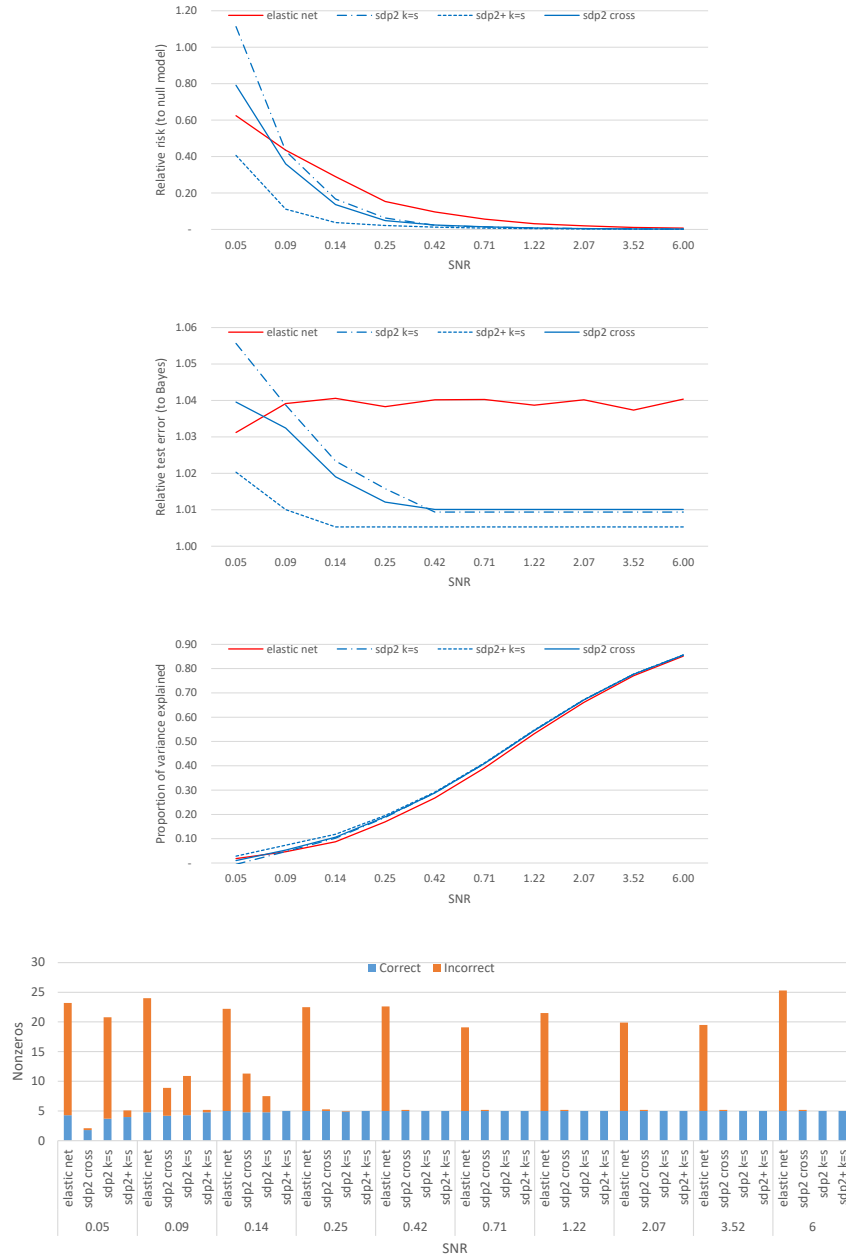 1.20
elastic net sdp2 k=s sdp2+ k=s sdp2 cross
1.00
0.80
0.60
0.40
0.20
-
Relative risk (to null model)
0.05 0.09 0.14 0.25 0.42 0.71 1.22 2.07 3.52 6.00
SNR
1.06
elastic net sdp2 k=s sdp2+ k=s sdp2 cross
1.05
1.04
1.03
1.02
1.01
1.00
Relative test error (to Bayes)
0.05 0.09 0.14 0.25 0.42 0.71 1.22 2.07 3.52 6.00
SNR
0.90
elastic net sdp2 k=s sdp2+ k=s sdp2 cross
0.80
0.70
0.60
0.50
0.40
0.30
0.20
0.10
-
Proportion of variance explained
0.05 0.09 0.14 0.25 0.42 0.71 1.22 2.07 3.52 6.00
SNR
30
Correct Incorrect
25
20
15
10
5
0
Nonzeros
elastic net sdp2 cross sdp2 k=s sdp2+ k=s elastic net sdp2 cross sdp2 k=s sdp2+ k=s elastic net sdp2 cross sdp2 k=s sdp2+ k=s elastic net sdp2 cross sdp2 k=s sdp2+ k=s elastic net sdp2 cross sdp2 k=s sdp2+ k=s elastic net sdp2 cross sdp2 k=s sdp2+ k=s elastic net sdp2 cross sdp2 k=s sdp2+ k=s elastic net sdp2 cross sdp2 k=s sdp2+ k=s elastic net sdp2 cross sdp2 k=s sdp2+ k=s elastic net sdp2 cross sdp2 k=s sdp2+ k=s
0.05 0.09 0.14 0.25 0.42 0.71 1.22 2.07 3.52 6
SNR